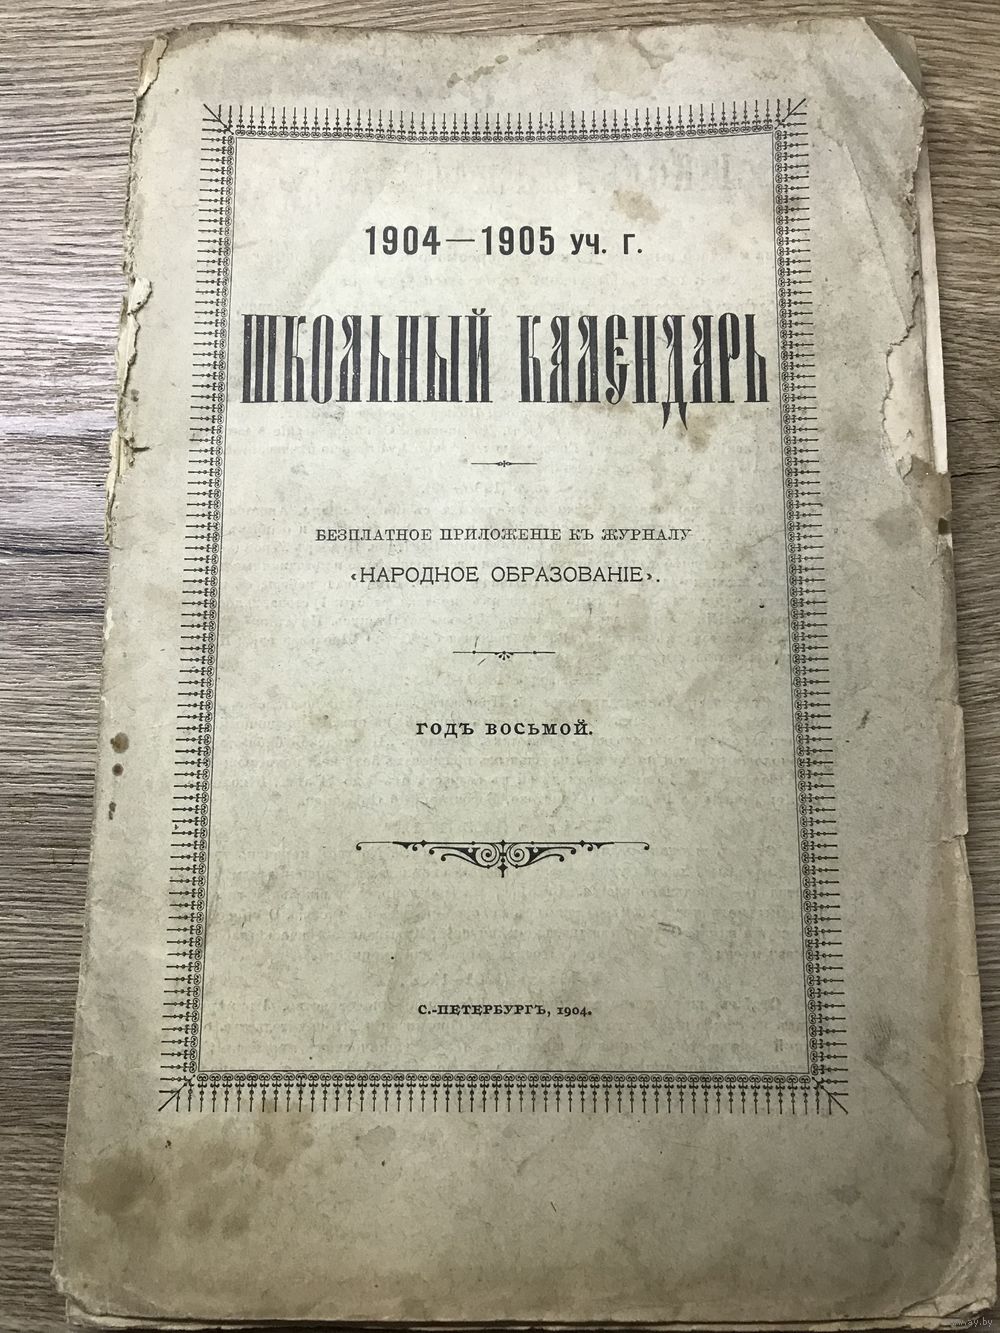 1904—1905 уч. г.
ШКОЛЬНЫЙ КАЛЕНДАРЬ
БЕЗПЛАТНОЕ ПРИЛОЖЕНІЕ КЪ ЖУРНАЛУ
«НАРОДНОЕ ОБРАЗОВАНІЕ».
ГОДЪ ВОСЬМОЙ.
С.-ПЕТЕРБУРГЪ, 1904.